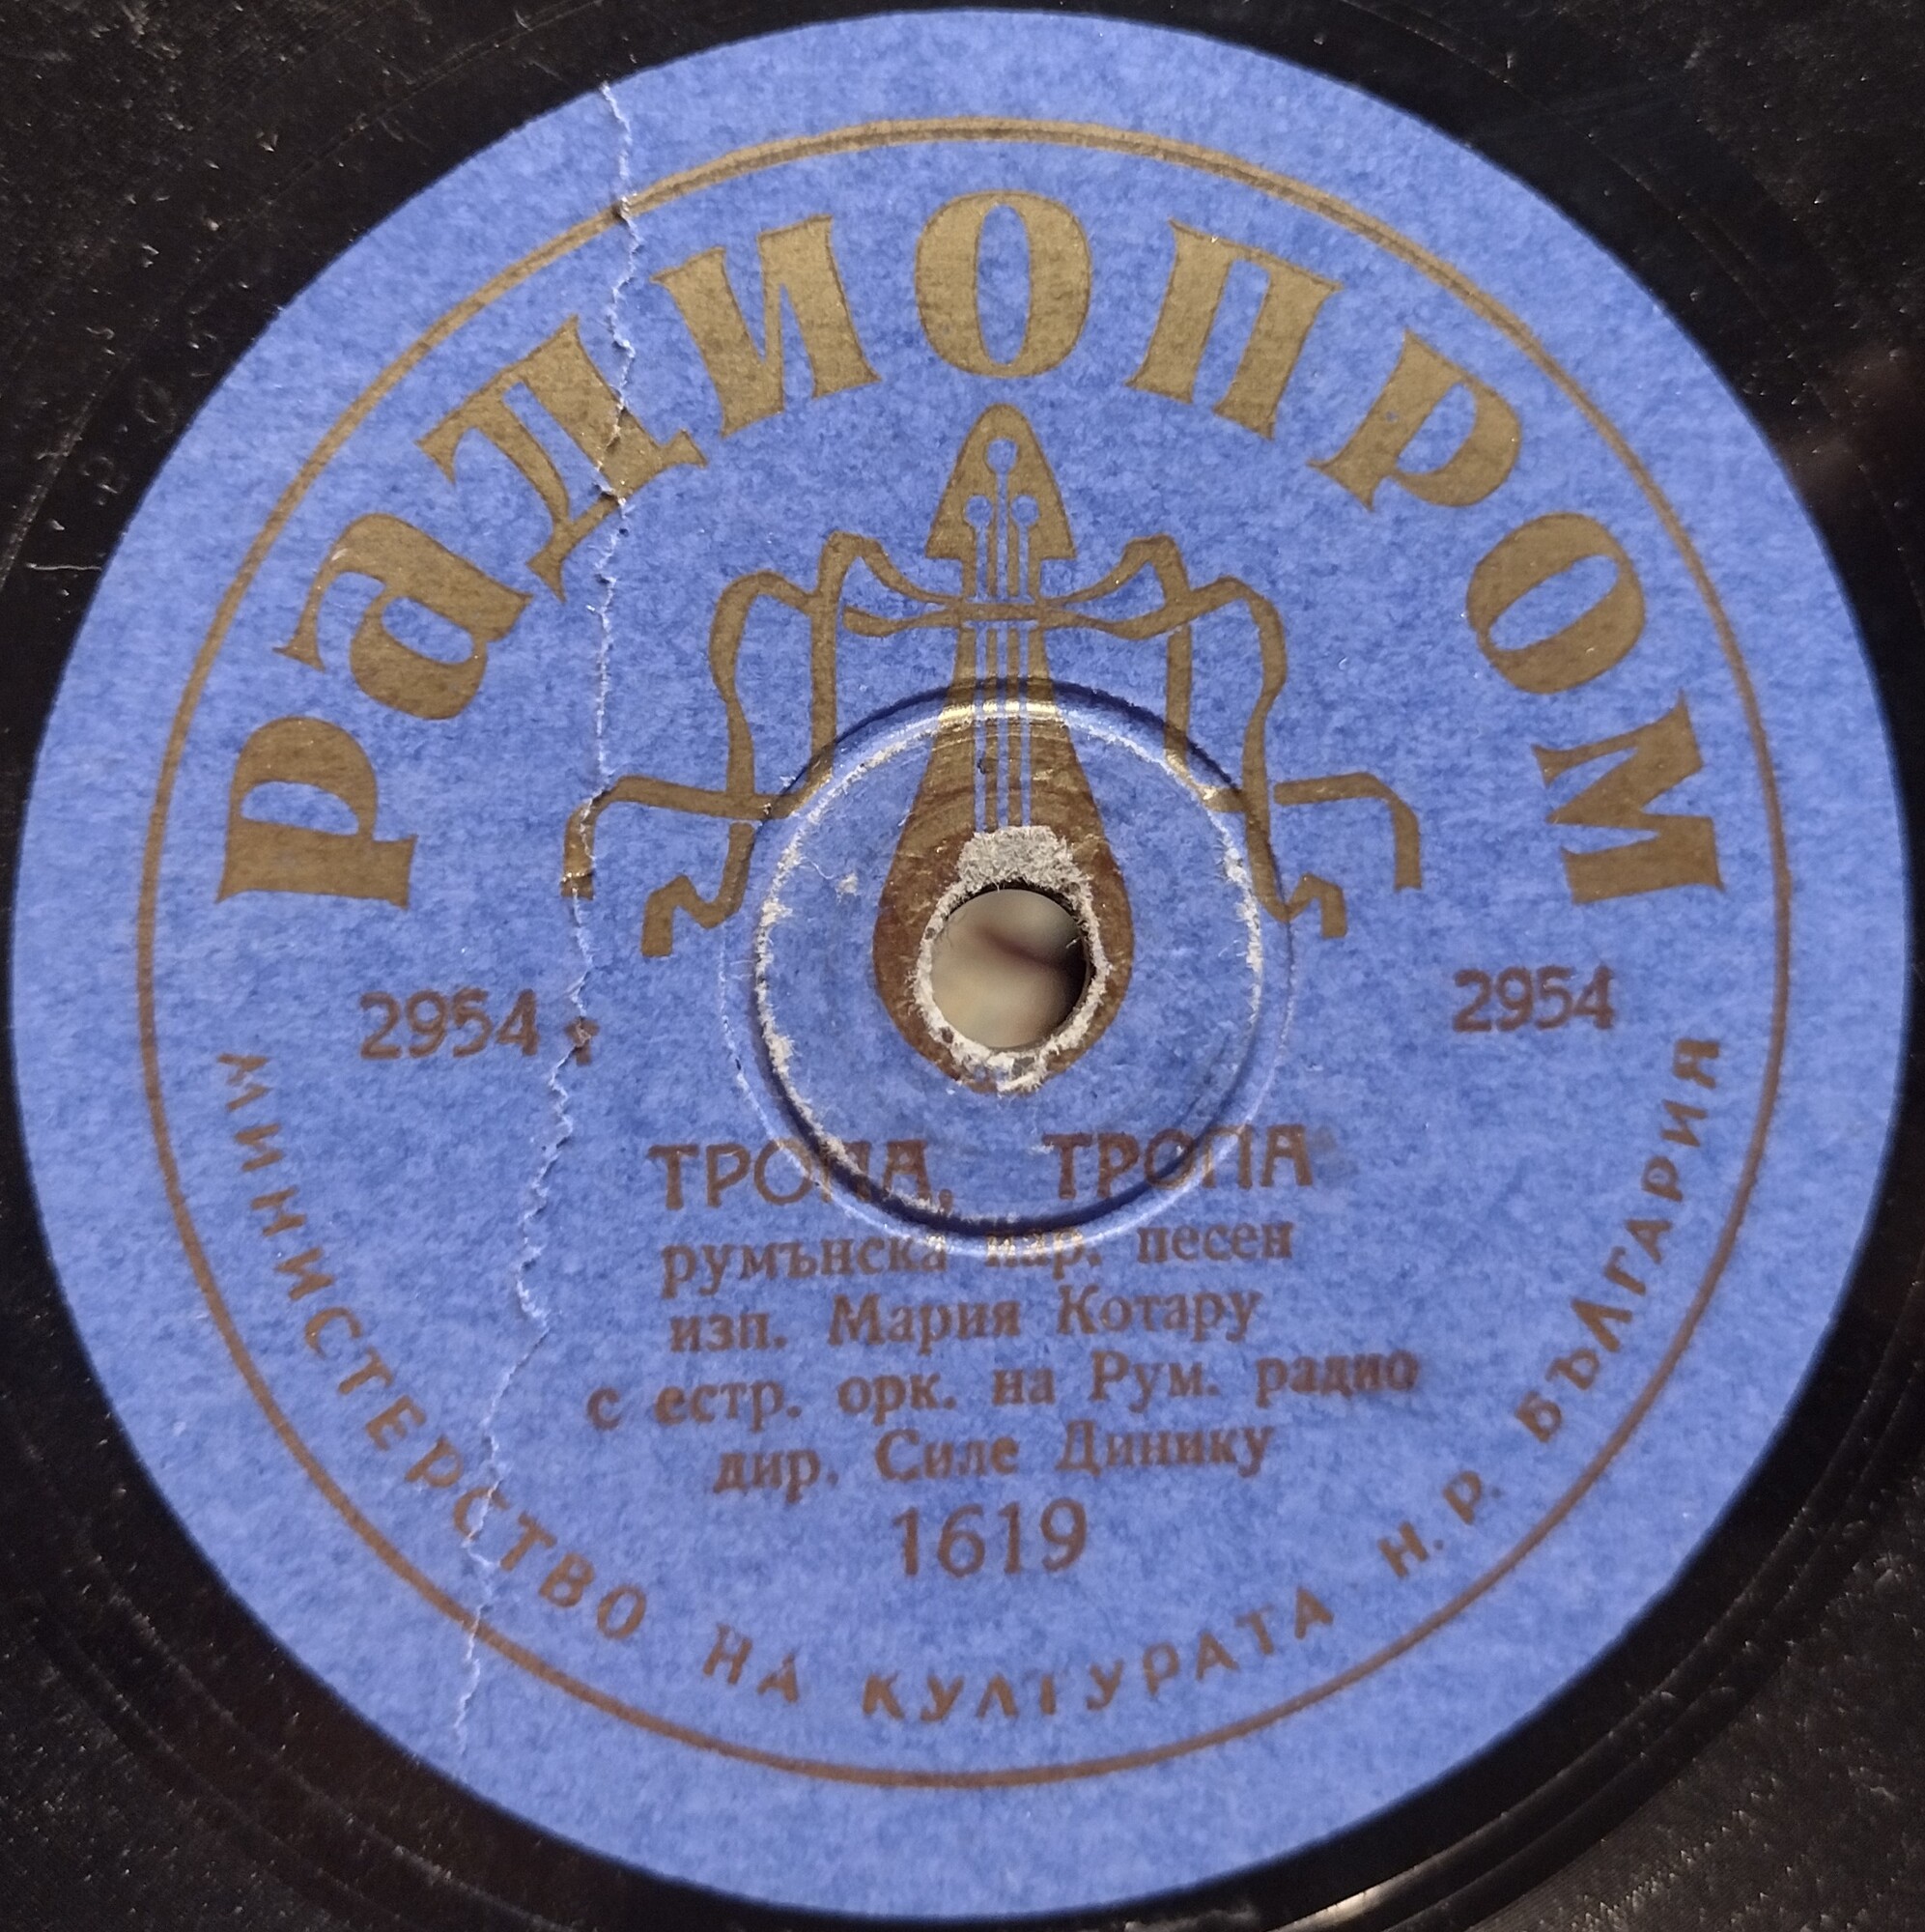 Радиопром
2954
2954
ТРОПА, ТРОПА
румънска нар. песен
изп. Мария Котару
с естр. орк. на Рум. радио
дир. Силе Динику
1619
МИНИСТЕРСТВО НА КУЛТУРАТА Н. Р. БЪЛГАРИЯ